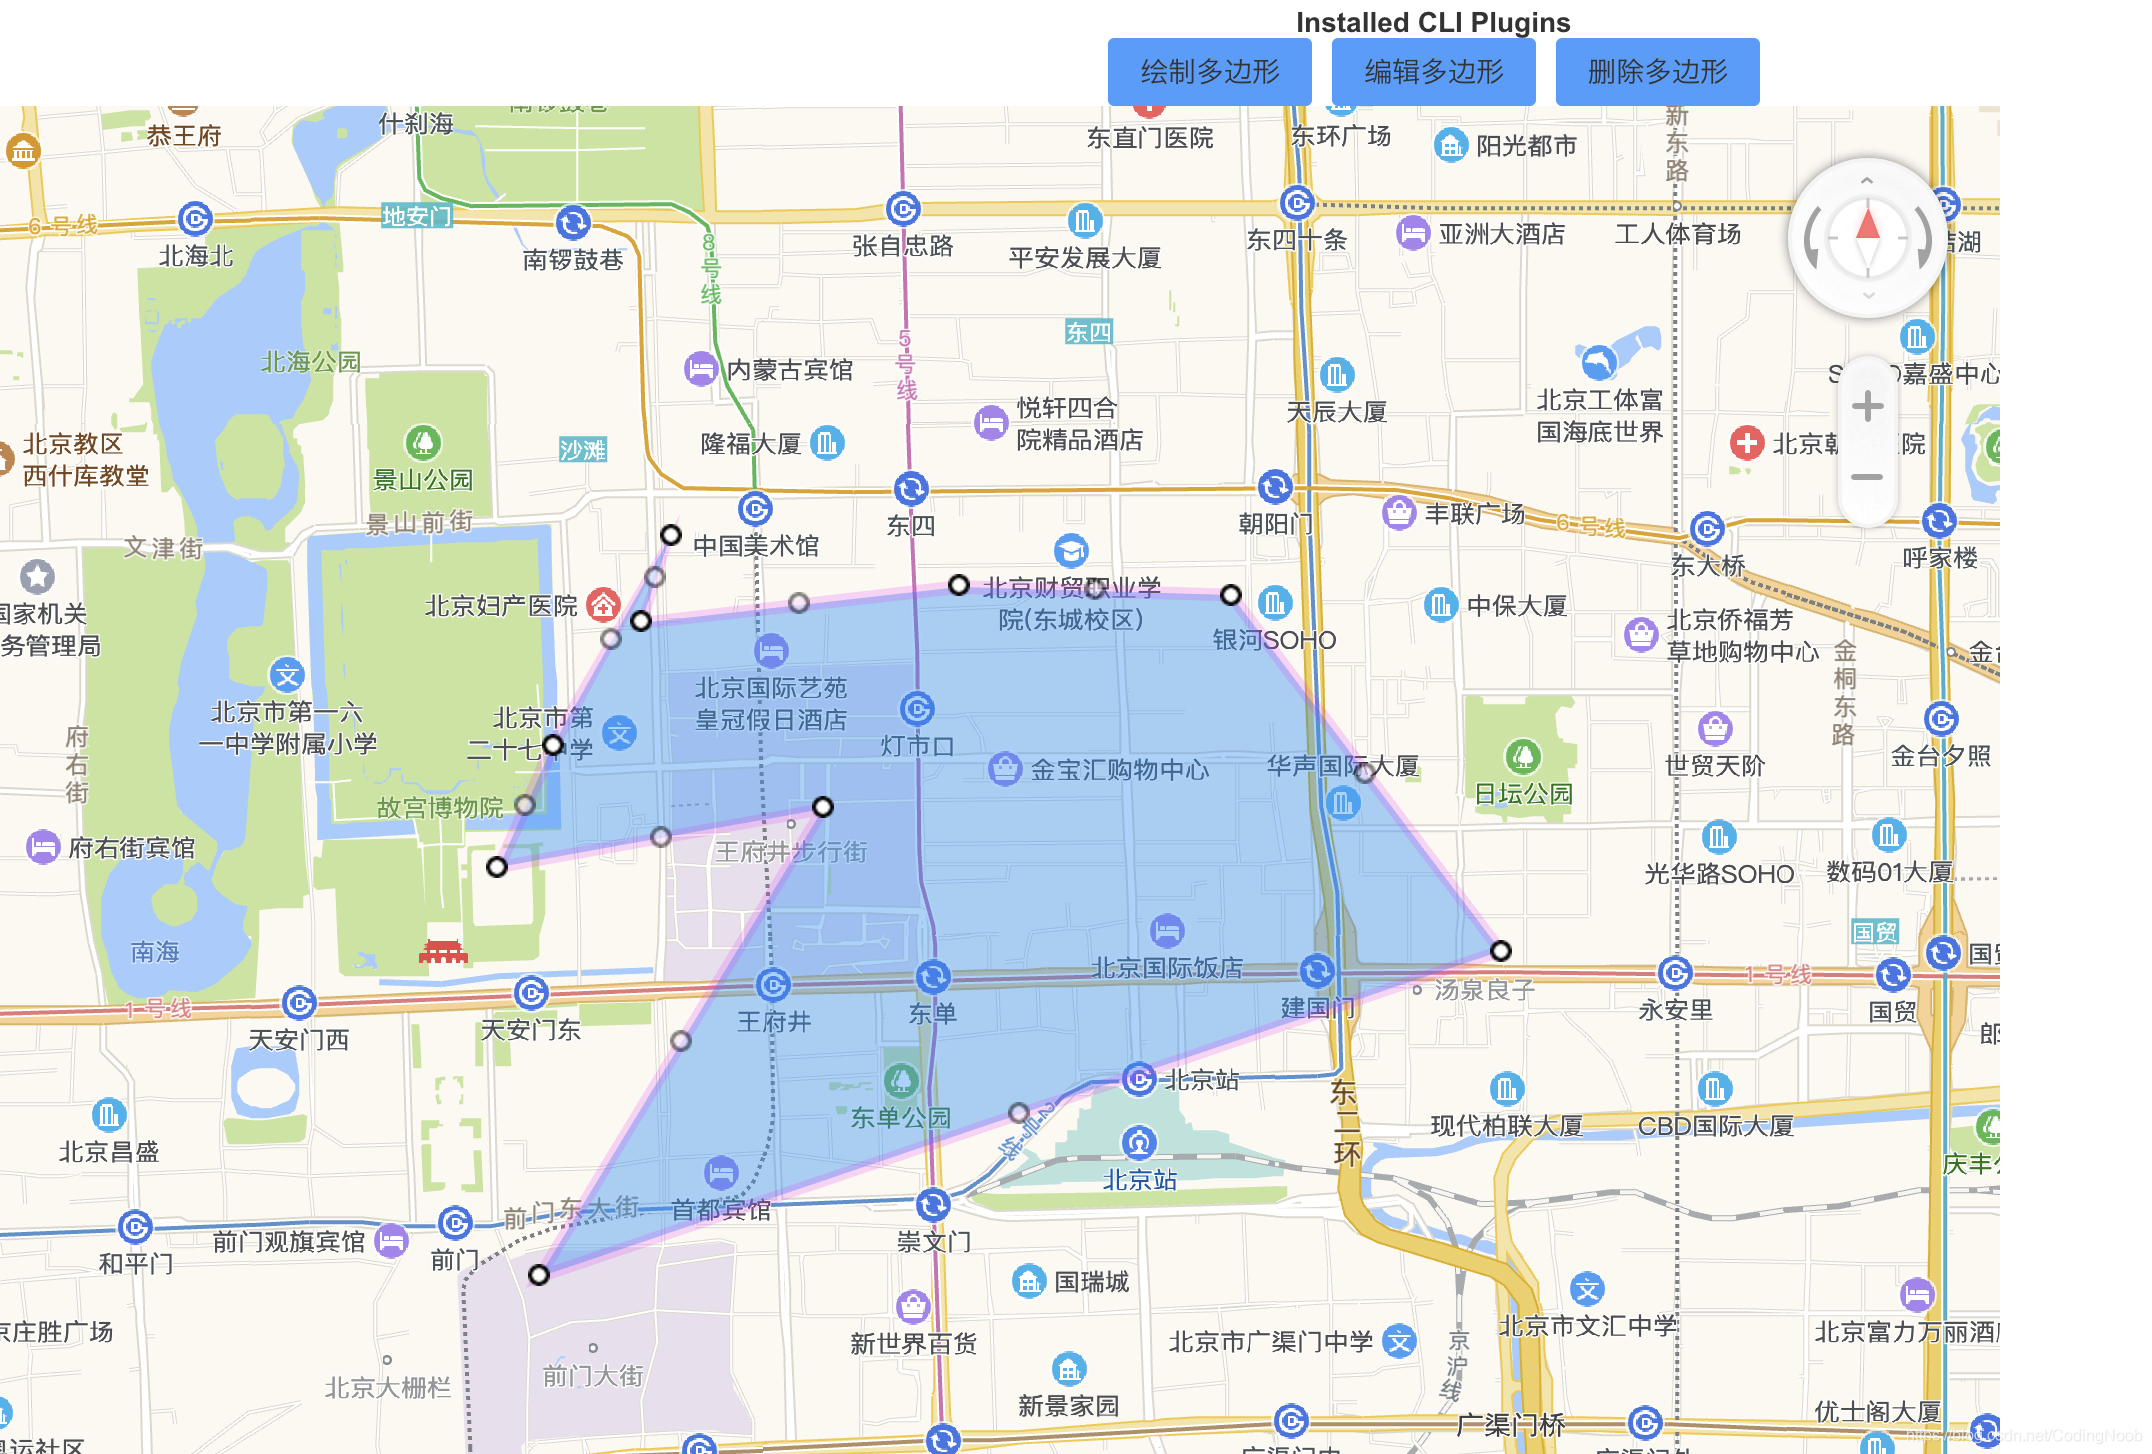 Installed CLI Plugins
绘制多边形
编辑多边形
删除多边形
恭王府
什刹海
南锣鼓巷
东直门医院
东环广场
阳光都市
新东路
6号线
北海北
地安门
南锣鼓巷
8号线
张自忠路
平安发展大厦
东四十条
亚洲大酒店
工人体育场
北海公园
内蒙古宾馆
5号线
东四
悦轩四合
院精品酒店
天辰大厦
北京工体富
国海底世界
嘉盛中心
北京教区
西什库教堂
景山公园
沙滩
隆福大厦
北京朝
医院
景山前街
文津街
中国美术馆
东四
朝阳门
丰联广场
6号线
东大桥
呼家楼
国家机关
务管理局
北京妇产医院
北京财贸职业学
院(东城校区)
银河SOHO
中保大厦
北京侨福芳
草地购物中心
金桐东路
北京市第一六
一中学附属小学
府右街
北京市第
二十七中学
北京国际艺苑
皇冠假日酒店
灯市口
金宝汇购物中心
华声国际大厦
日坛公园
世贸天阶
金台夕照
故宫博物院
府右街宾馆
王府井步行街
光华路SOHO
数码01大厦
南海
国贸
北京国际饭店
建国门
汤泉良子
永安里
1号线
国贸
1号线
天安门西
天安门东
王府井
东单
北京站
东单公园
2号线
北京站
东二环
现代柏联大厦
CBD国际大厦
北京昌盛
首都宾馆
前门东大街
和平门
前门观旗宾馆
前门
崇文门
国瑞城
新世界百货
北京市广渠门中学
北京市文汇中学
京沪线
北京富力万丽酒
京庄胜广场
前门大街
北京大栅栏
新景家园
广渠门桥
优士阁大厦
奥运社区
https://blog.csdn.net/CodingNoob